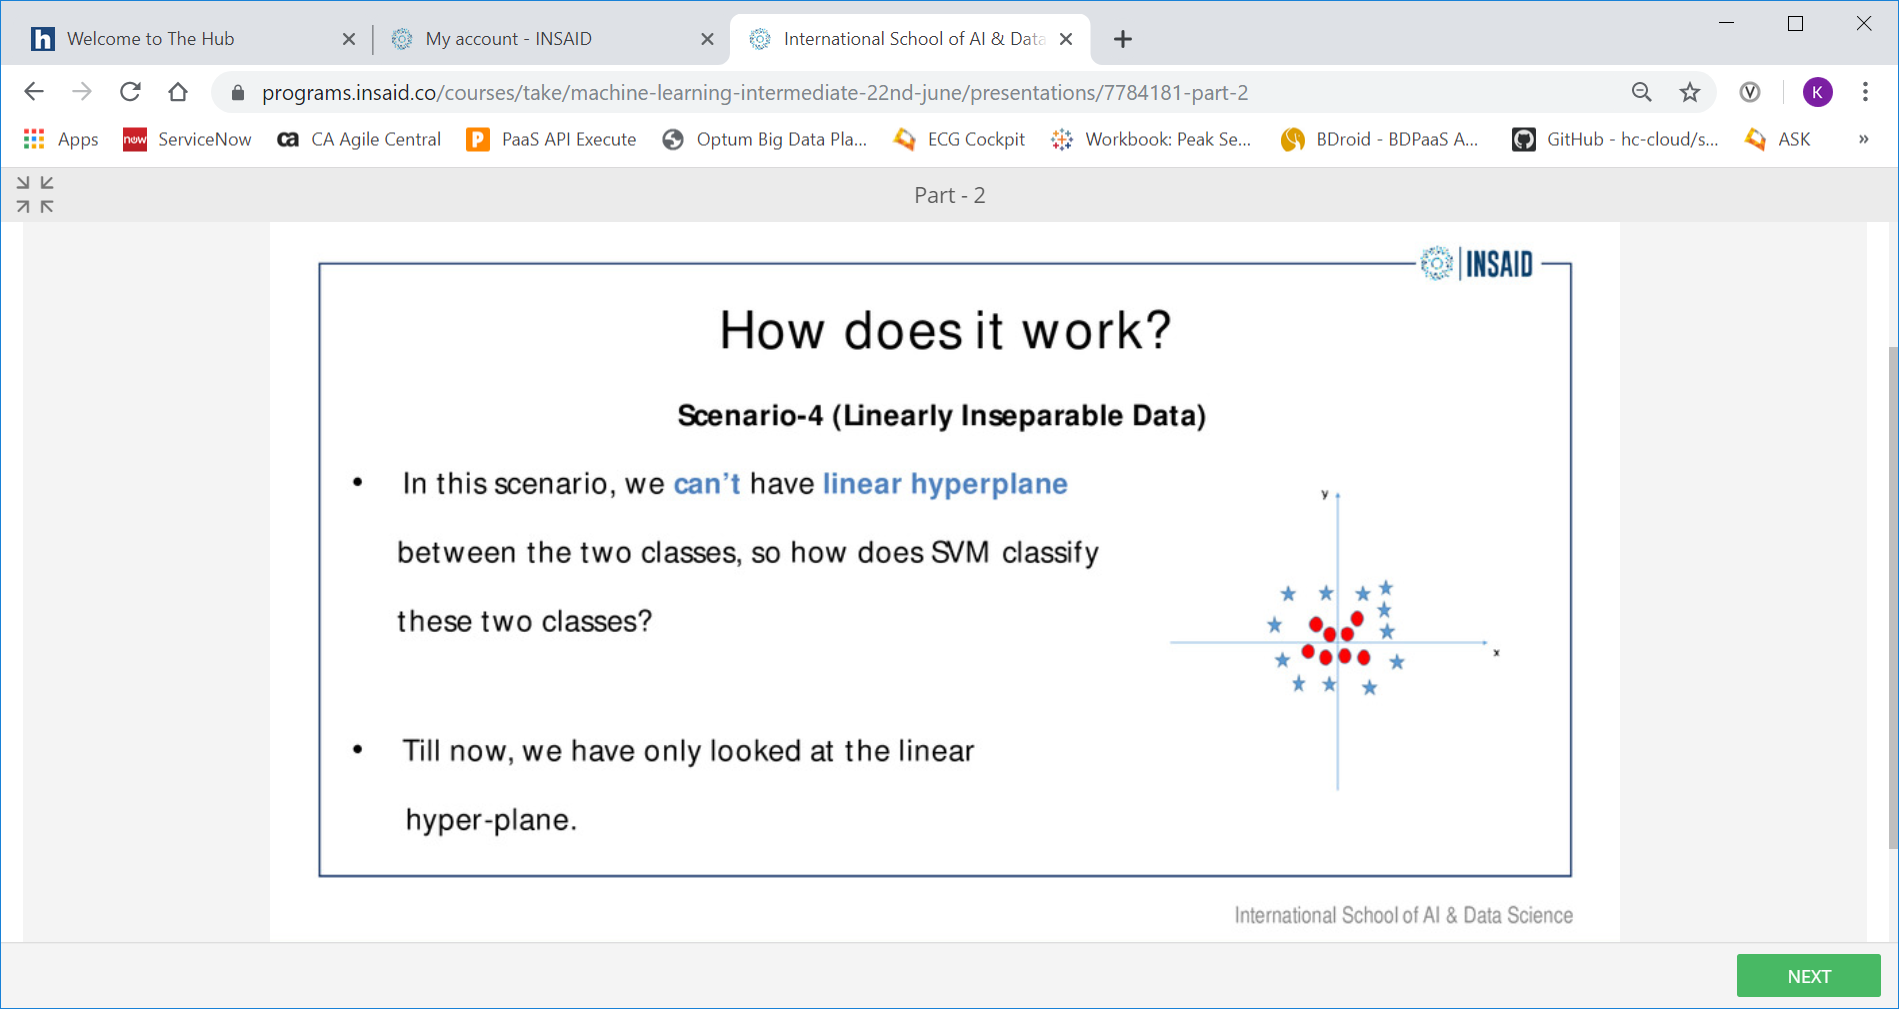 Welcome to The Hub
My account - INSAID
International School of AI & Data
programs.insaid.co/courses/take/machine-learning-intermediate-22nd-june/presentations/7784181-part-2
K
Apps
now ServiceNow
ca CA Agile Central
P PaaS API Execute
Optum Big Data Pla...
ECG Cockpit
Workbook: Peak Se...
BDroid - BDPaaS A...
GitHub - hc-cloud/s...
ASK
»
Part - 2
INSAID
How does it work?
Scenario-4 (Linearly Inseparable Data)
• In this scenario, we can't have linear hyperplane
between the two classes, so how does SVM classify
these two classes?
• Till now, we have only looked at the linear
hyper-plane.
y
x
International School of AI & Data Science
NEXT